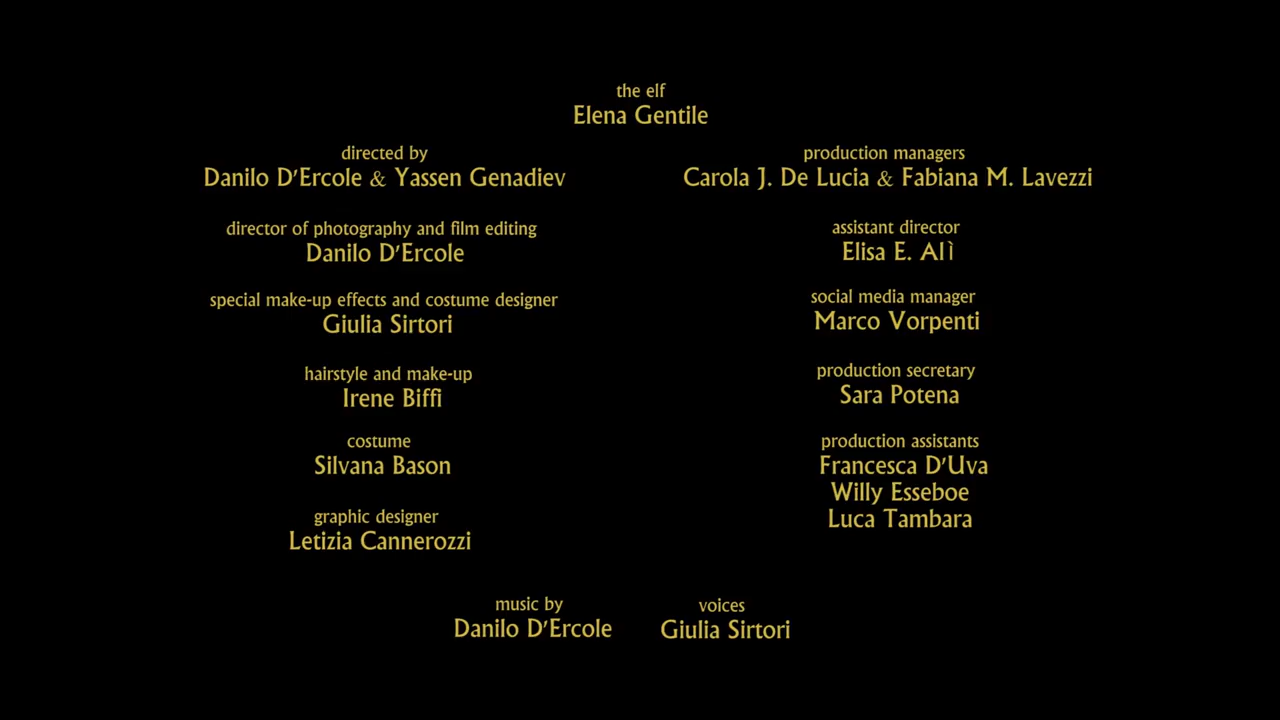 the elf
Elena Gentile
directed by
Danilo D'Ercole & Yassen Genadiev
director of photography and film editing
Danilo D'Ercole
special make-up effects and costume designer
Giulia Sirtori
hairstyle and make-up
Irene Biffi
costume
Silvana Bason
graphic designer
Letizia Cannerozzi
production managers
Carola J. De Lucia & Fabiana M. Lavezzi
assistant director
Elisa E. Alì
social media manager
Marco Vorpenti
production secretary
Sara Potena
production assistants
Francesca D'Uva
Willy Esseboe
Luca Tambara
music by
Danilo D'Ercole
voices
Giulia Sirtori